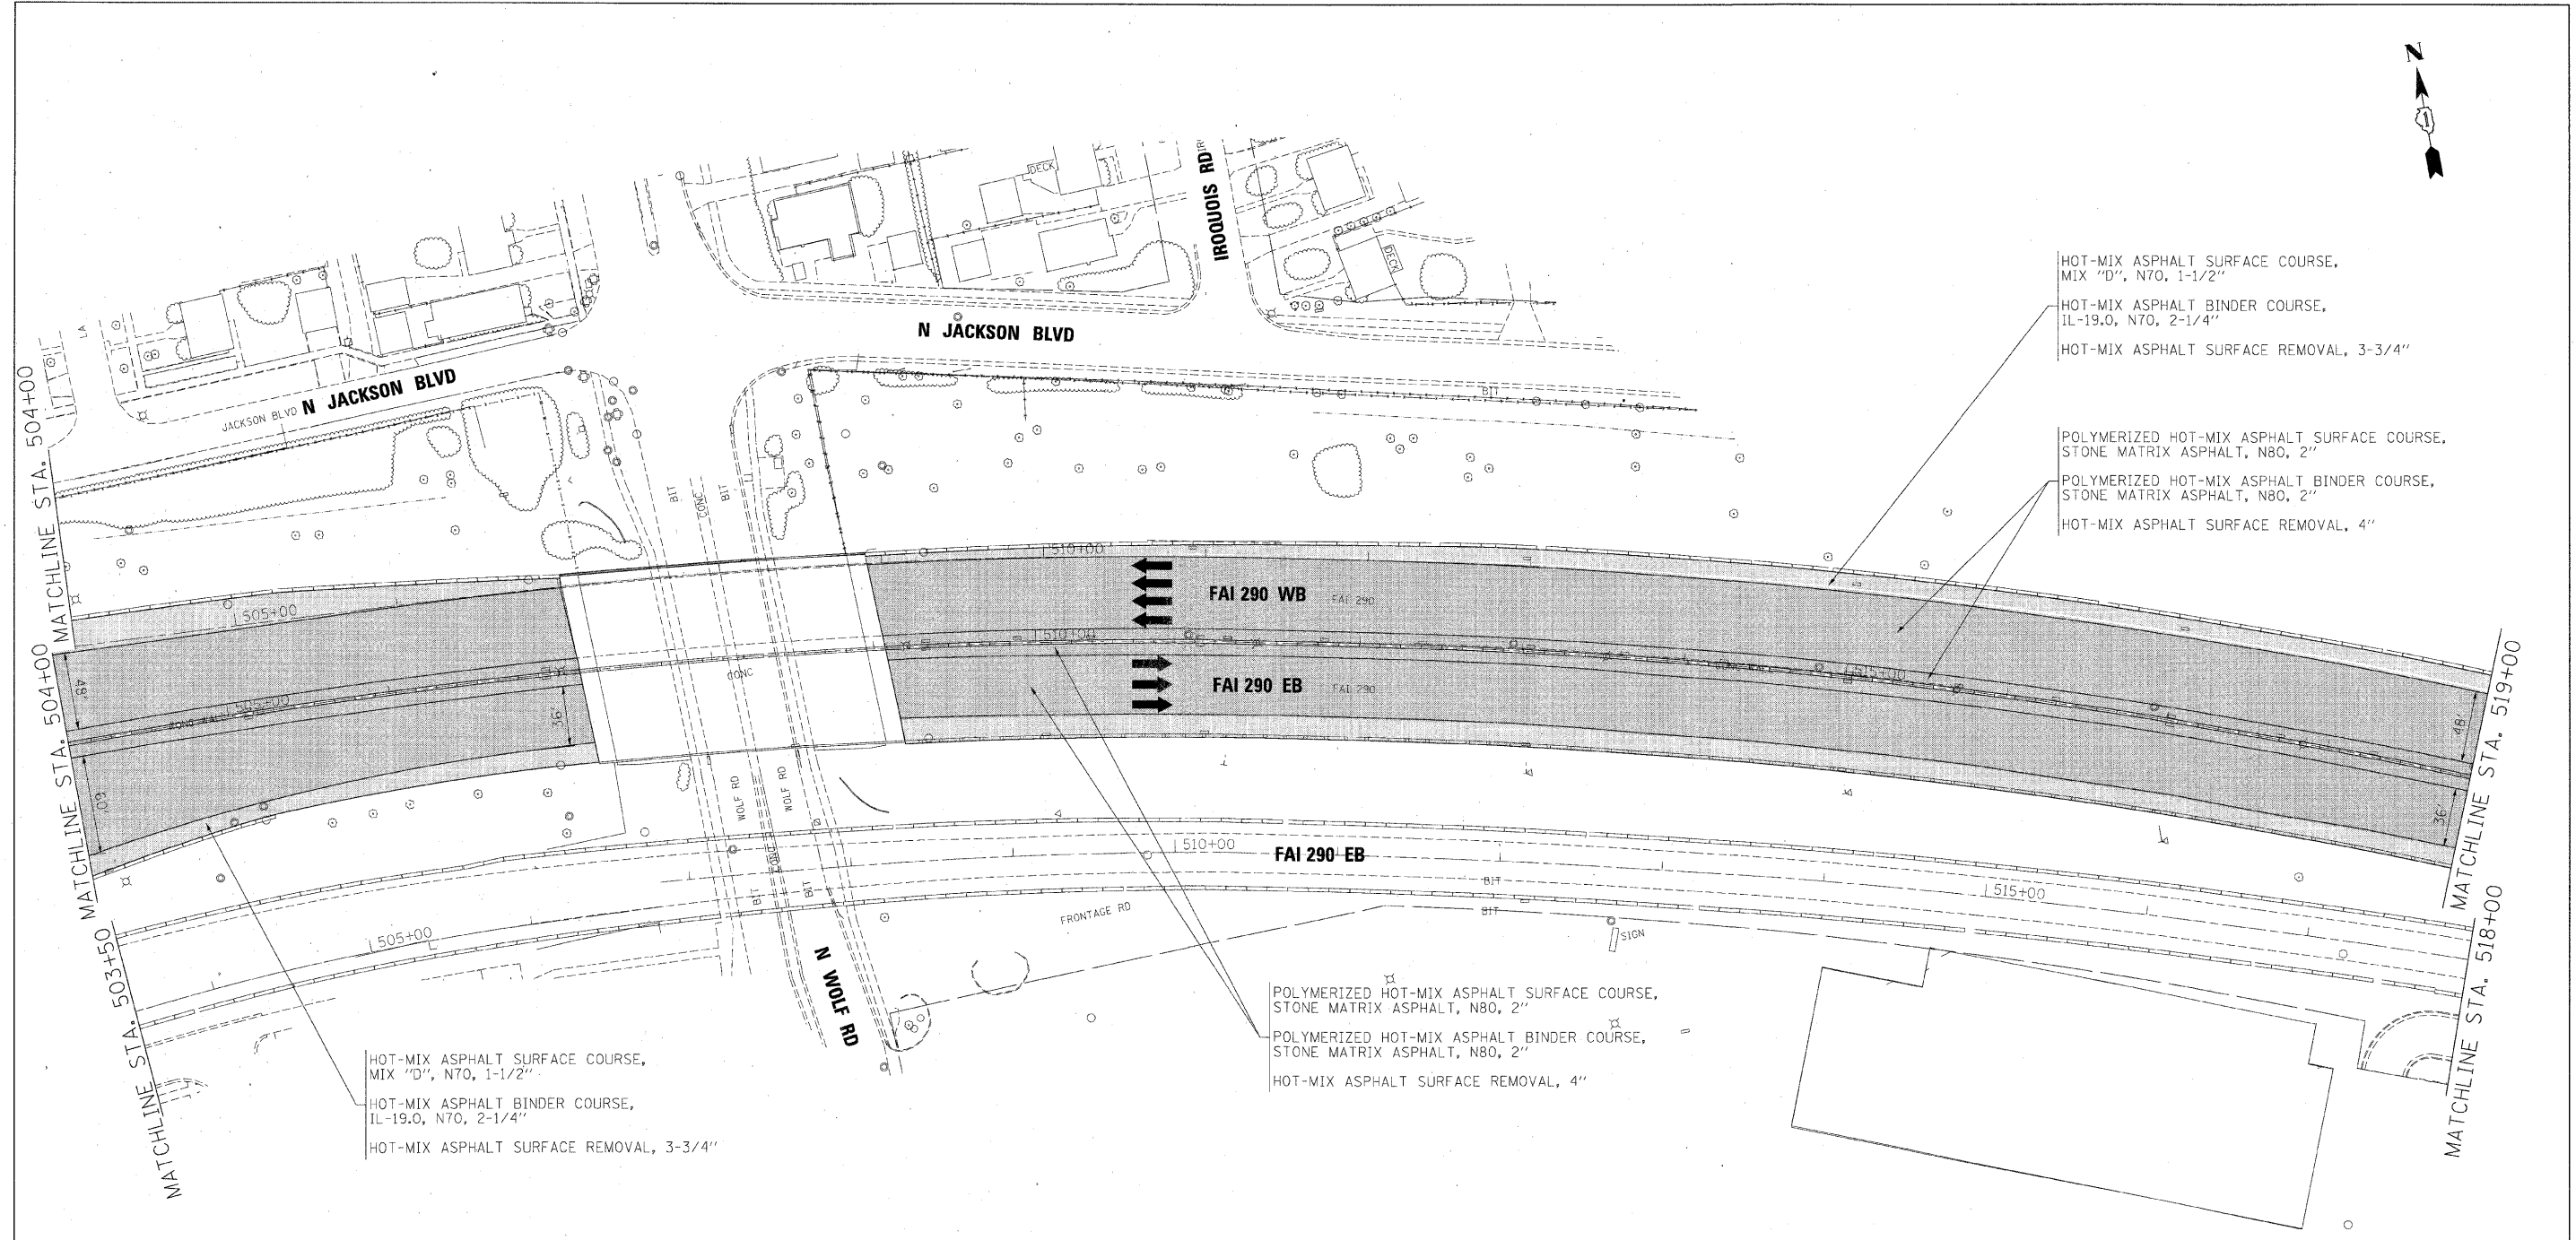 N
DECK
IROQUOIS RD
IR
DECK
LA
HOT-MIX ASPHALT SURFACE COURSE,
MIX "D", N70, 1-1/2"
HOT-MIX ASPHALT BINDER COURSE,
IL-19.0, N70, 2-1/4"
HOT-MIX ASPHALT SURFACE REMOVAL, 3-3/4"
N JACKSON BLVD
N JACKSON BLVD
JACKSON BLVD
BIT
POLYMERIZED HOT-MIX ASPHALT SURFACE COURSE,
STONE MATRIX ASPHALT, N80, 2"
POLYMERIZED HOT-MIX ASPHALT BINDER COURSE,
STONE MATRIX ASPHALT, N80, 2"
HOT-MIX ASPHALT SURFACE REMOVAL, 4"
BIT
CONC
BIT
MATCHLINE STA. 504+00
MATCHLINE STA. 504+00
MATCHLINE STA. 503+50
510+00
505+00
FAI 290 WB
FAI 290
510+00
CONC
FAI 290 EB
FAI 290
515+00
505+00
48'
60'
36'
48'
36'
MATCHLINE STA. 519+00
MATCHLINE STA. 518+00
WOLF RD
WOLF RD
CONC
BIT
BIT
510+00
FAI 290 EB
BIT
515+00
505+00
FRONTAGE RD
BIT
SIGN
N WOLF RD
POLYMERIZED HOT-MIX ASPHALT SURFACE COURSE,
STONE MATRIX ASPHALT, N80, 2"
POLYMERIZED HOT-MIX ASPHALT BINDER COURSE,
STONE MATRIX ASPHALT, N80, 2"
HOT-MIX ASPHALT SURFACE REMOVAL, 4"
HOT-MIX ASPHALT SURFACE COURSE,
MIX "D", N70, 1-1/2"
HOT-MIX ASPHALT BINDER COURSE,
IL-19.0, N70, 2-1/4"
HOT-MIX ASPHALT SURFACE REMOVAL, 3-3/4"